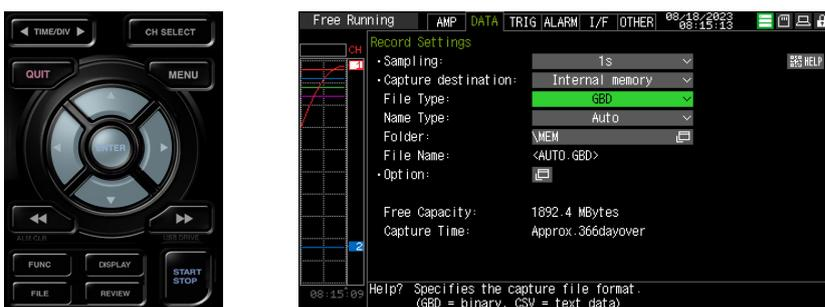 TIME/DIV
CH SELECT
QUIT
MENU
ENTER
ALM CLR
USB DRIVE
FUNC
DISPLAY
START
STOP
FILE
REVIEW
Free Running
AMP DATA TRIG ALARM I/F OTHER
08/18/2023
08:15:13
CH
Record Settings
1
・Sampling: 1s
HELP
・Capture destination: Internal memory
File Type: GBD
Name Type: Auto
Folder: \MEM
File Name: <AUTO.GBD>
・Option:
Free Capacity: 1892.4 MBytes
Capture Time: Approx.366dayover
2
08:15:09
Help? Specifies the capture file format.
(GBD = binary, CSV = text data)